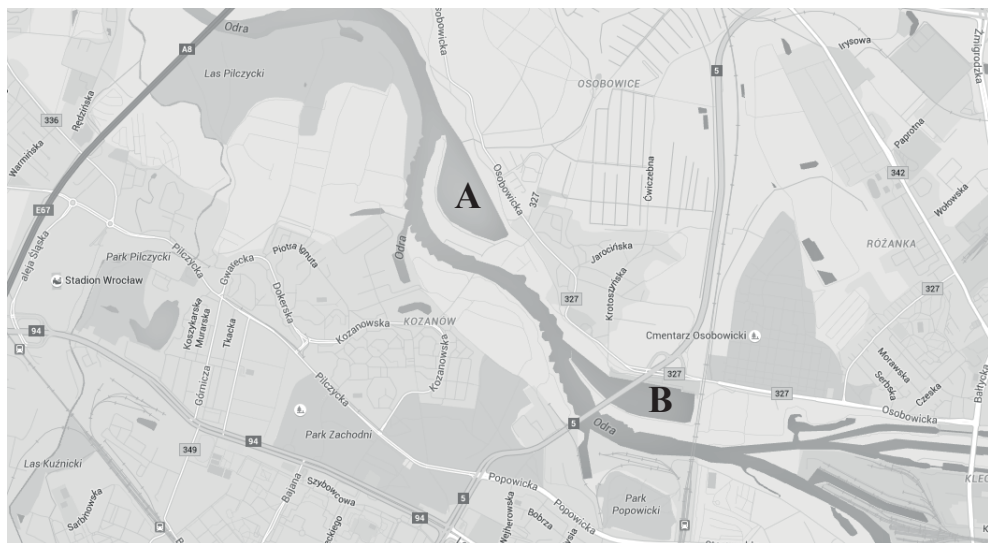 Odra
Osobowicka
A8
Las Pilczycki
Irysowa
Żmigrodzka
5
OSOBOWICE
336
Rędzińska
Warmińska
Paprotna
A
Osobowicka
327
Ćwiczebna
342
Wołowska
E67
aleja Śląska
Park Pilczycki
Pilczycka
Gwarecka
Piotra Ignuta
Odra
Jarocińska
RÓŻANKA
Stadion Wrocław
Dokerska
Krotoszyńska
327
327
Koszykarska
Murarska
Tkacka
Kozanowska
KOZANÓW
Kozanowska
Cmentarz Osobowicki
94
Górnicza
Pilczycka
327
Morawska
Serbska
Czeska
Bałtycka
B
327
Osobowicka
5
Odra
Park Zachodni
94
349
Las Kuźnicki
Popowicka
Bajana
Szybowcowa
5
Park
Popowicki
Popowicka
Sarbinowska
94
Wejherowska
Bobrza